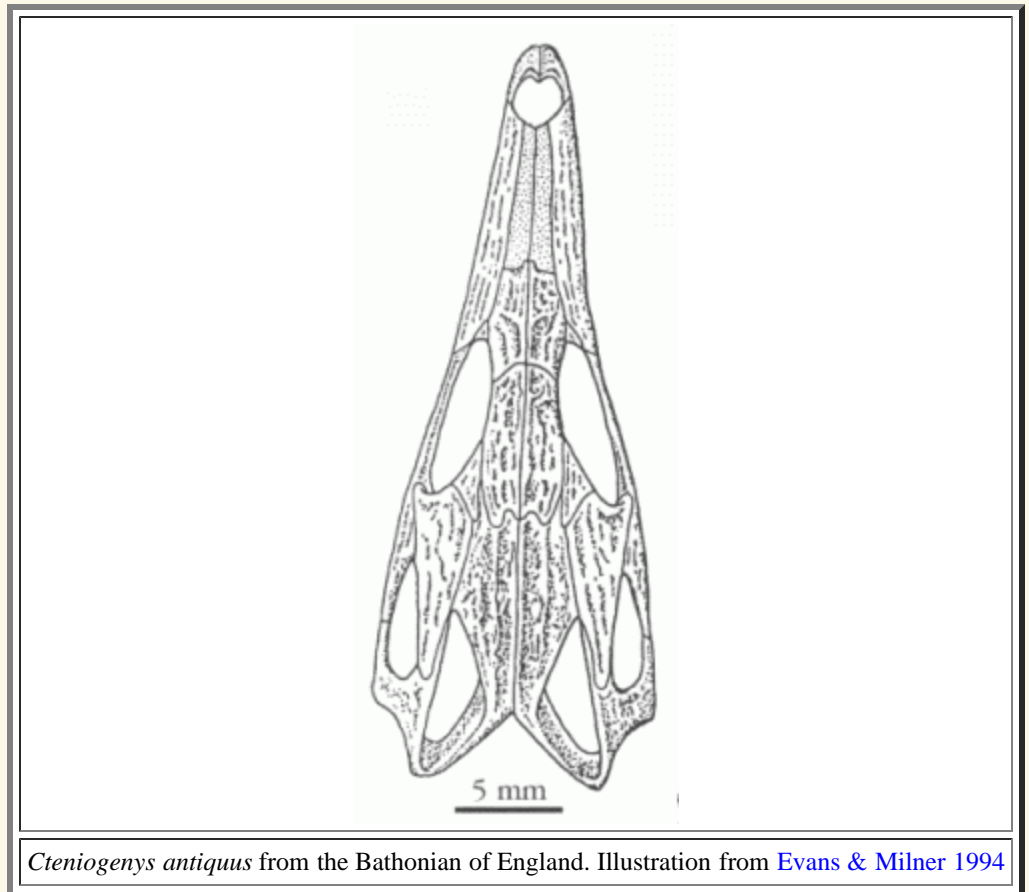 5 mm
Cteniogenys antiquus from the Bathonian of England. Illustration from Evans & Milner 1994